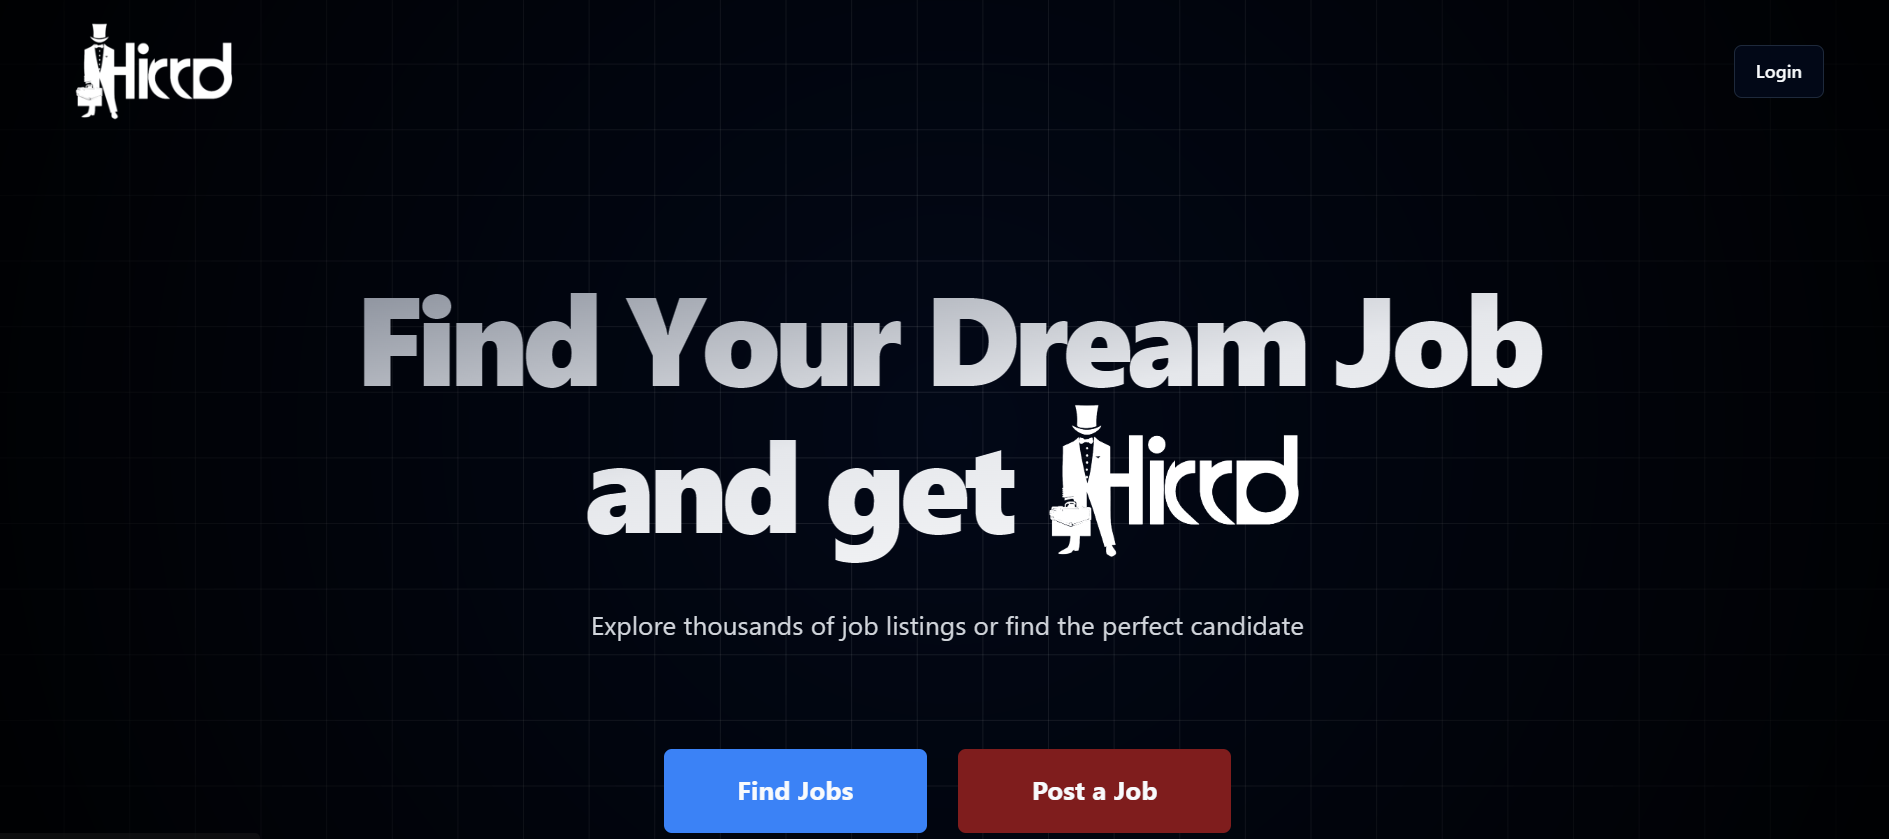 Hirrd
Login
Find Your Dream Job
and get Hirrd
Explore thousands of job listings or find the perfect candidate
Find Jobs
Post a Job